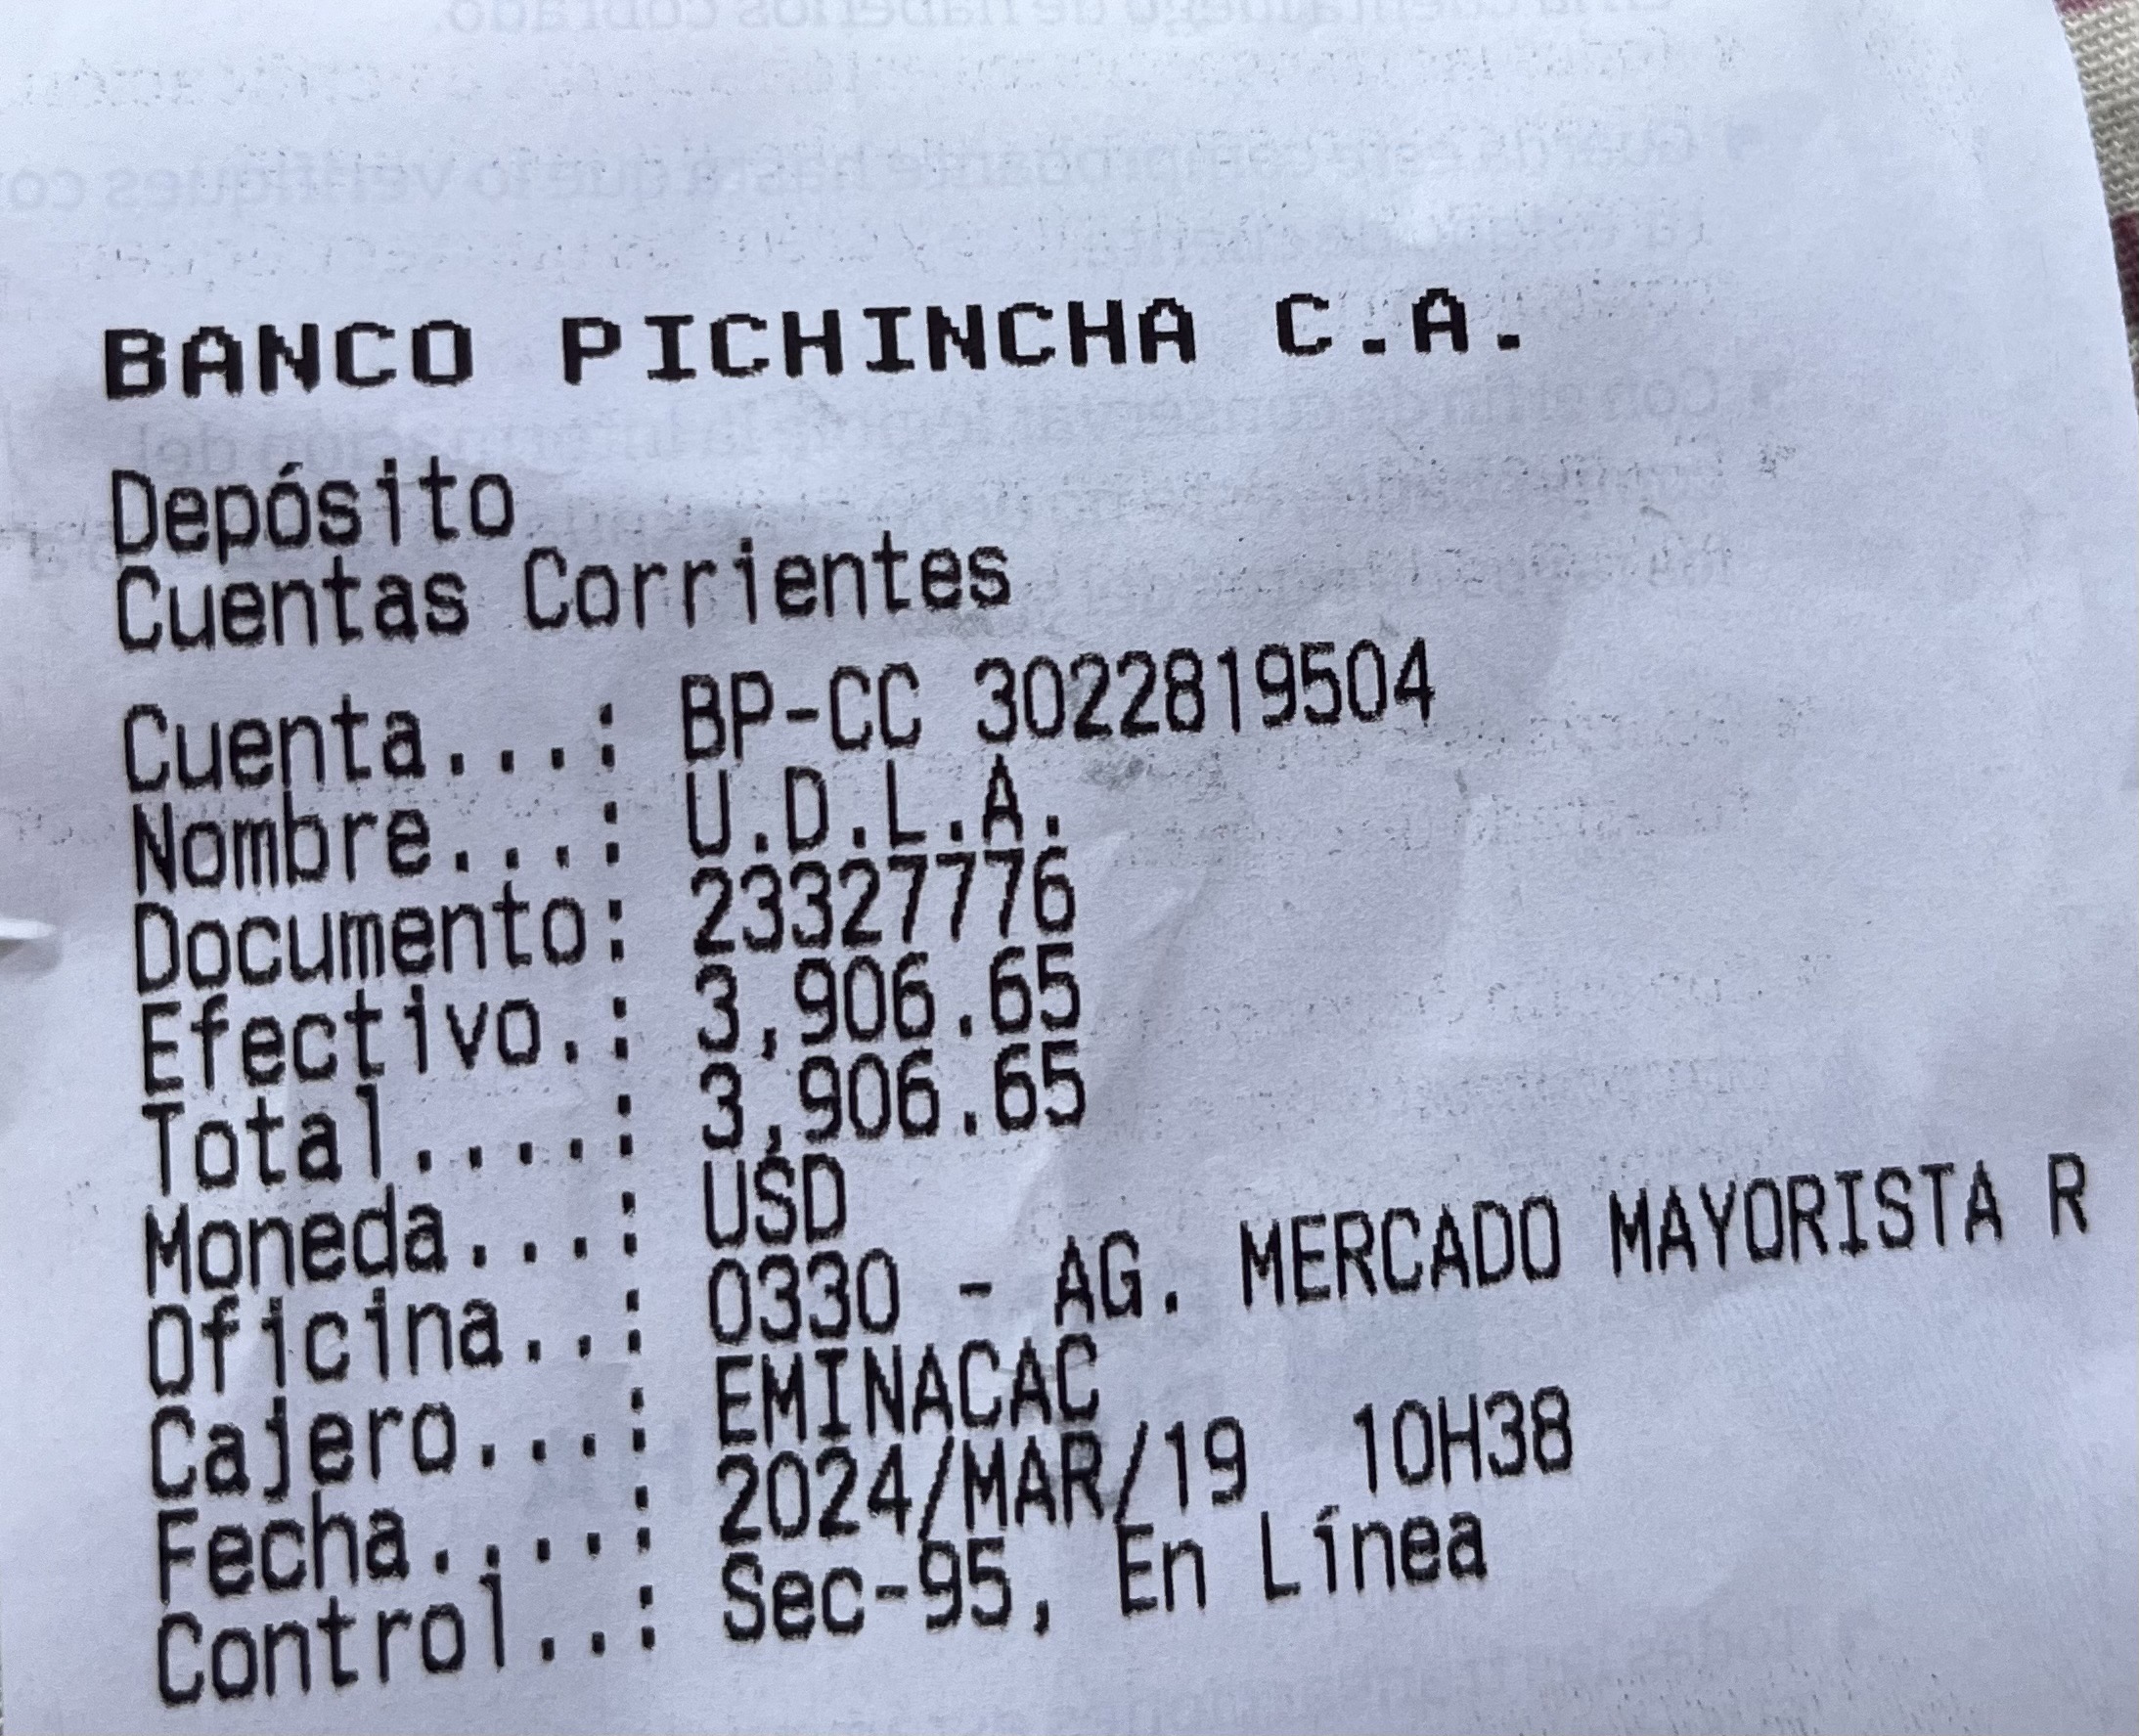 BANCO PICHINCHA C.A.
Depósito
Cuentas Corrientes
Cuenta...: BP-CC 3022819504
Nombre...: U.D.L.A.
Documento: 23327776
Efectivo.: 3,906.65
Total.....: 3,906.65
Moneda...: USD
Oficina..: 0330 - AG. MERCADO MAYORISTA R
Cajero...: EMINACAC
Fecha.....: 2024/MAR/19 10H38
Control..: Sec-95, En Línea